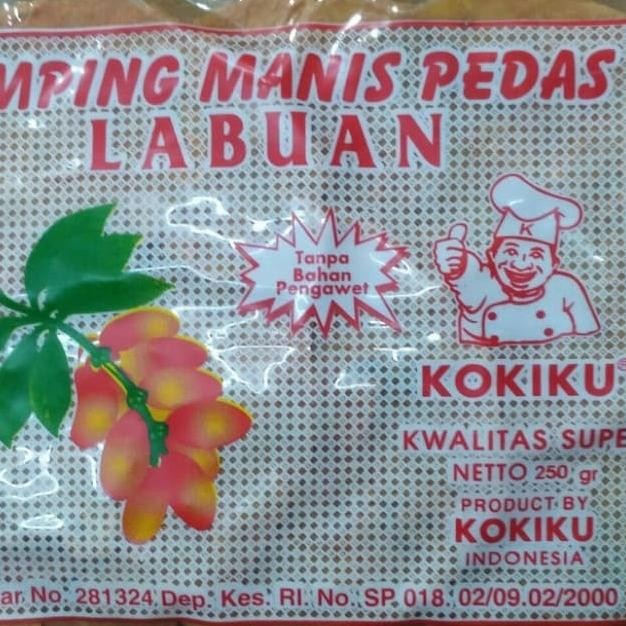 MPING MANIS PEDAS
LABUAN
Tanpa
Bahan
Pengawet
K
KOKIKU®
KWALITAS SUPE
NETTO 250 gr
PRODUCT BY
KOKIKU
INDONESIA
ar No. 281324 Dep. Kes. RI. No. SP. 018. 02/09.02/2000